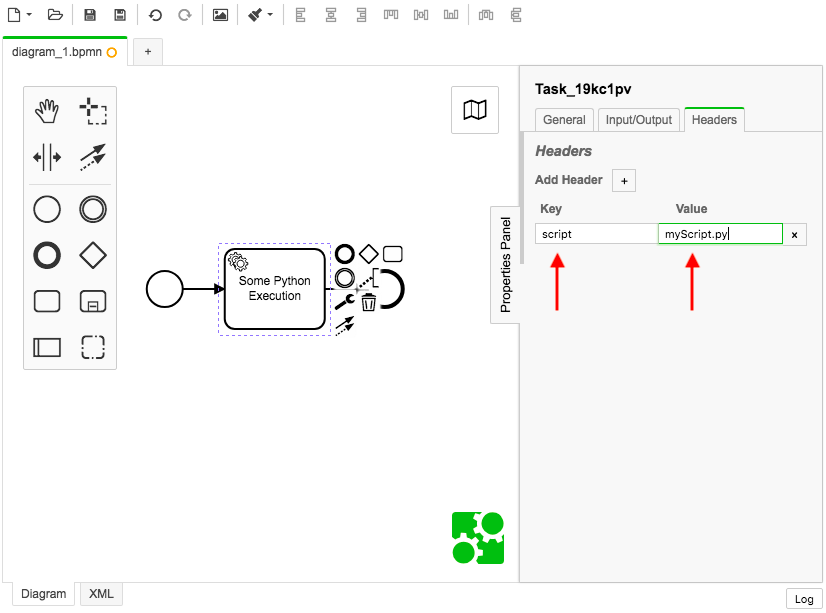 diagram_1.bpmn
+
Task_19kc1pv
General
Input/Output
Headers
Headers
Add Header
+
Key
Value
script
myScript.py
×
Properties Panel
Some Python
Execution
Diagram
XML
Log